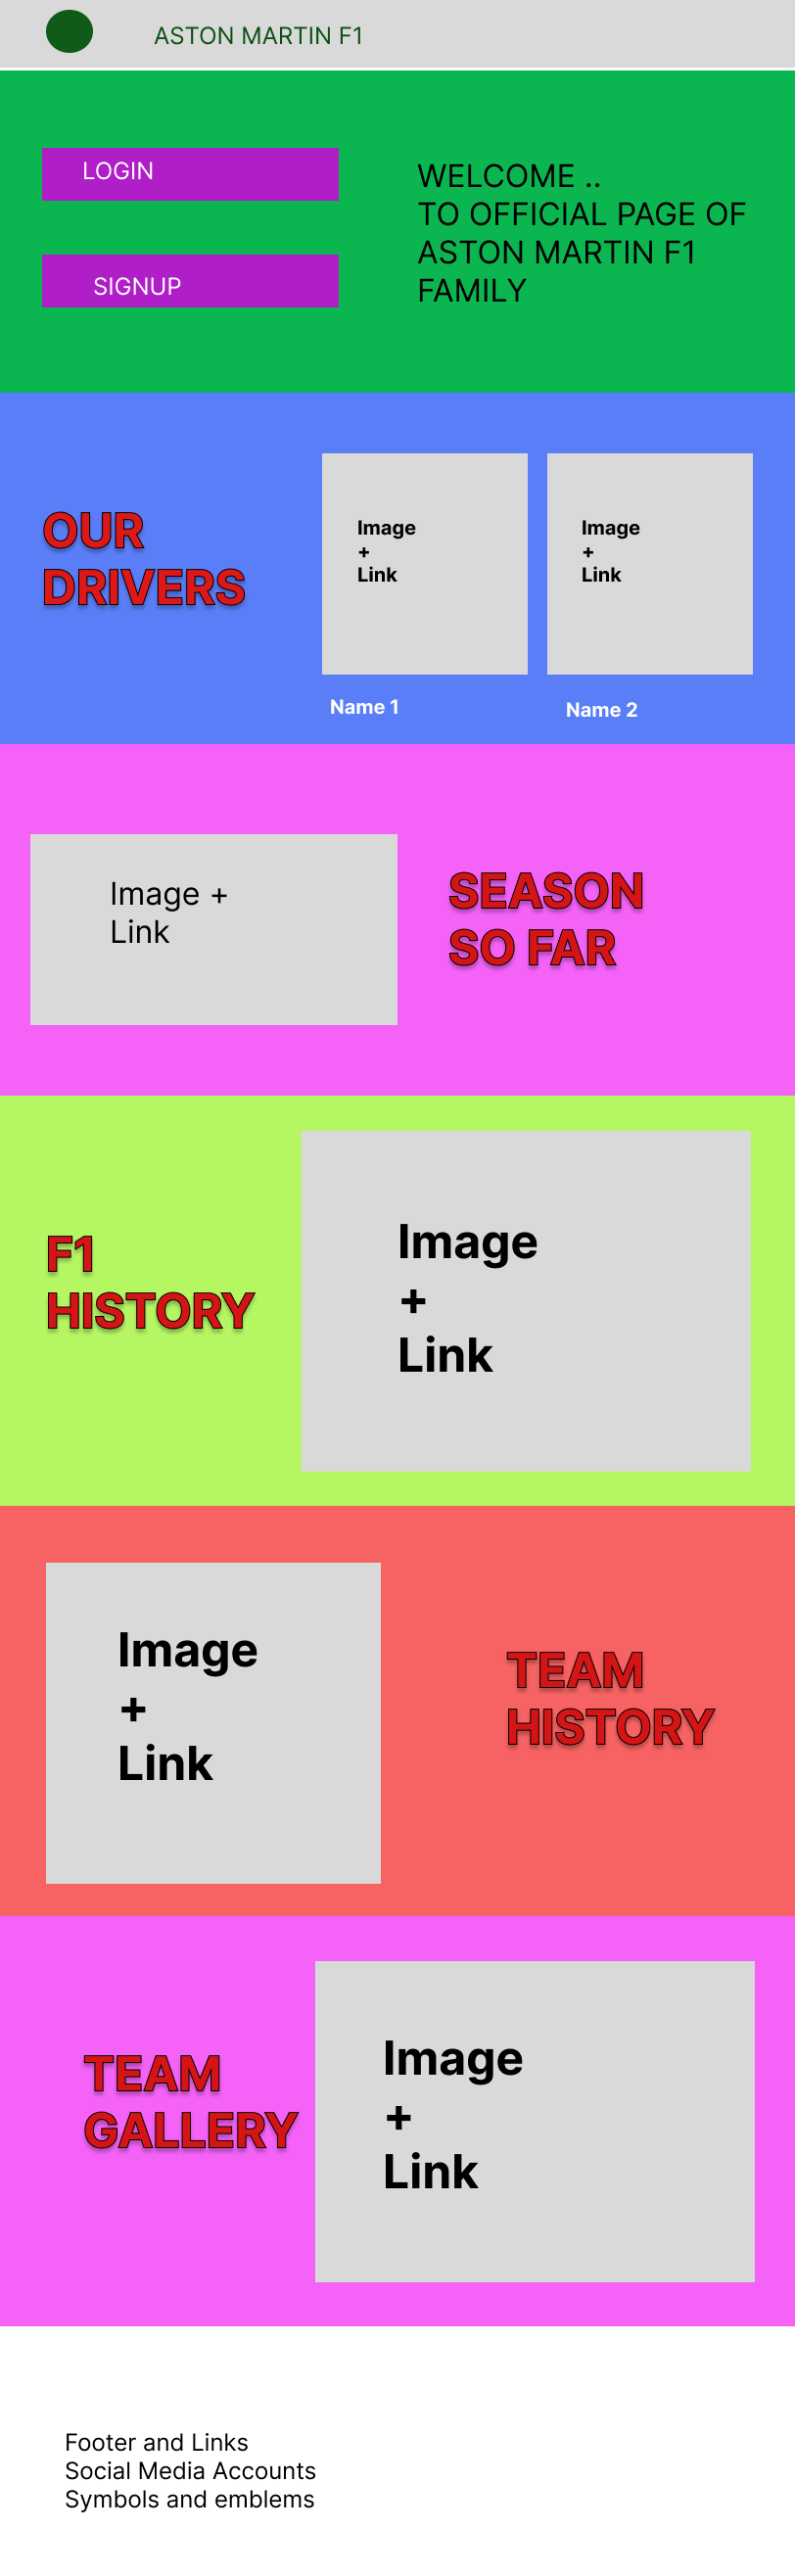 ASTON MARTIN F1
LOGIN
SIGNUP
WELCOME ..
TO OFFICIAL PAGE OF
ASTON MARTIN F1
FAMILY
OUR
DRIVERS
Image
+
Link
Image
+
Link
Name 1
Name 2
Image +
Link
SEASON
SO FAR
F1
HISTORY
Image
+
Link
Image
+
Link
TEAM
HISTORY
TEAM
GALLERY
Image
+
Link
Footer and Links
Social Media Accounts
Symbols and emblems